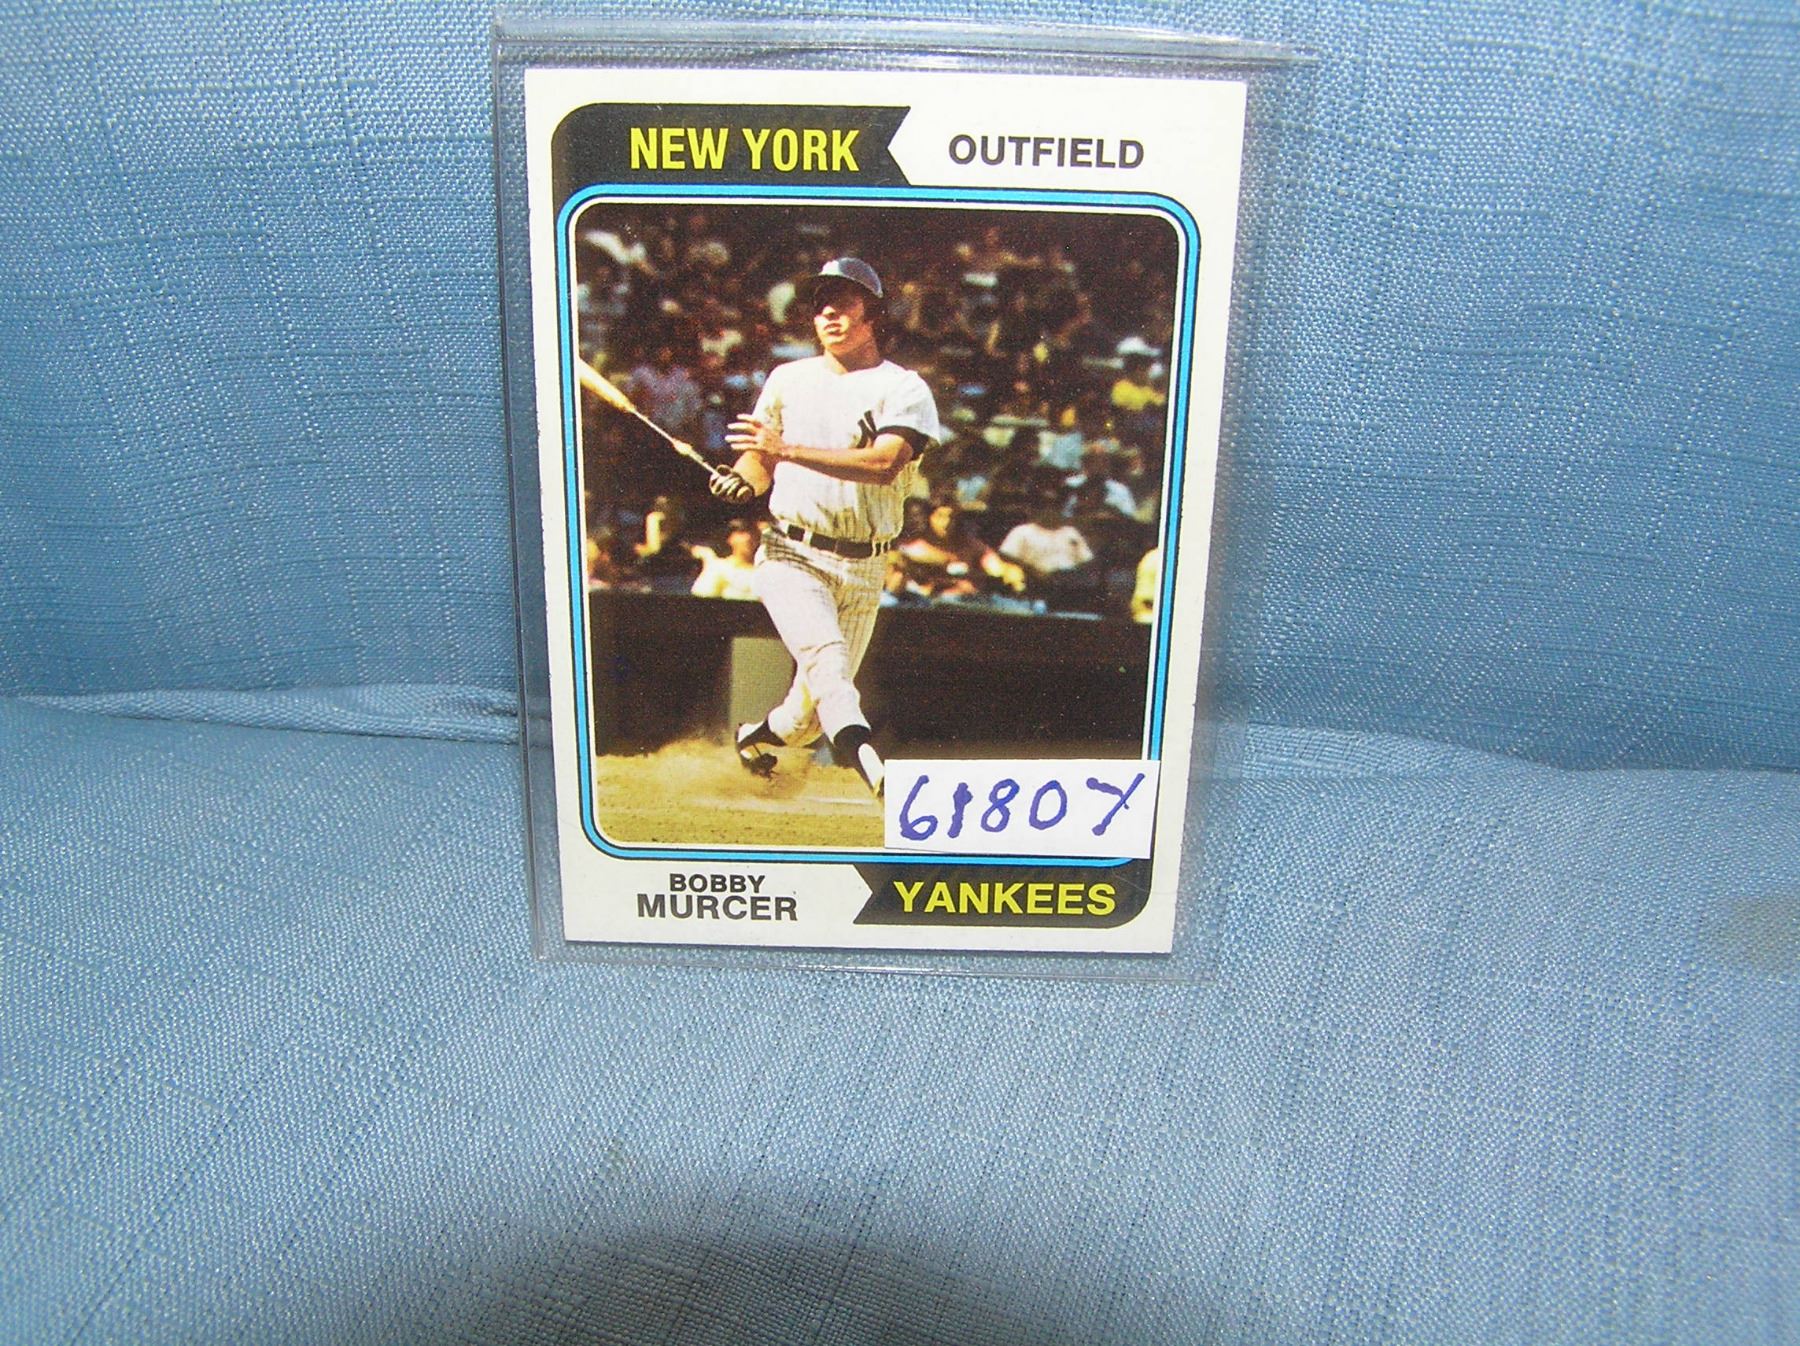 NEW YORK
OUTFIELD
61807
BOBBY
MURCER
YANKEES